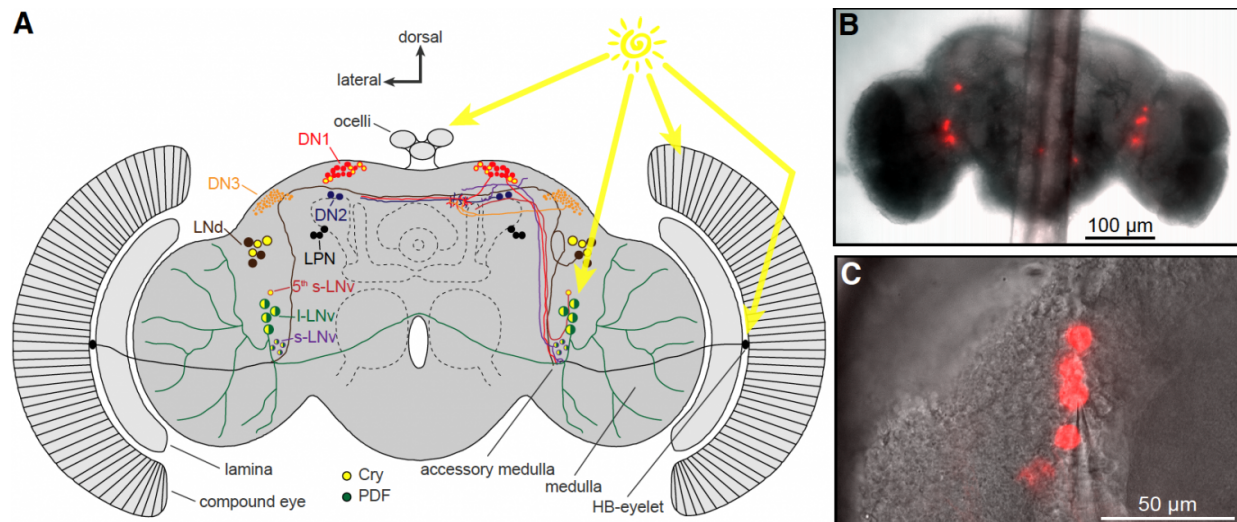 A
dorsal
lateral
ocelli
DN1
DN3
DN2
LNd
LPN
5th s-LNv
l-LNv
s-LNv
lamina
compound eye
Cry
PDF
accessory medulla
medulla
HB-eyelet
B
100 µm
C
50 µm